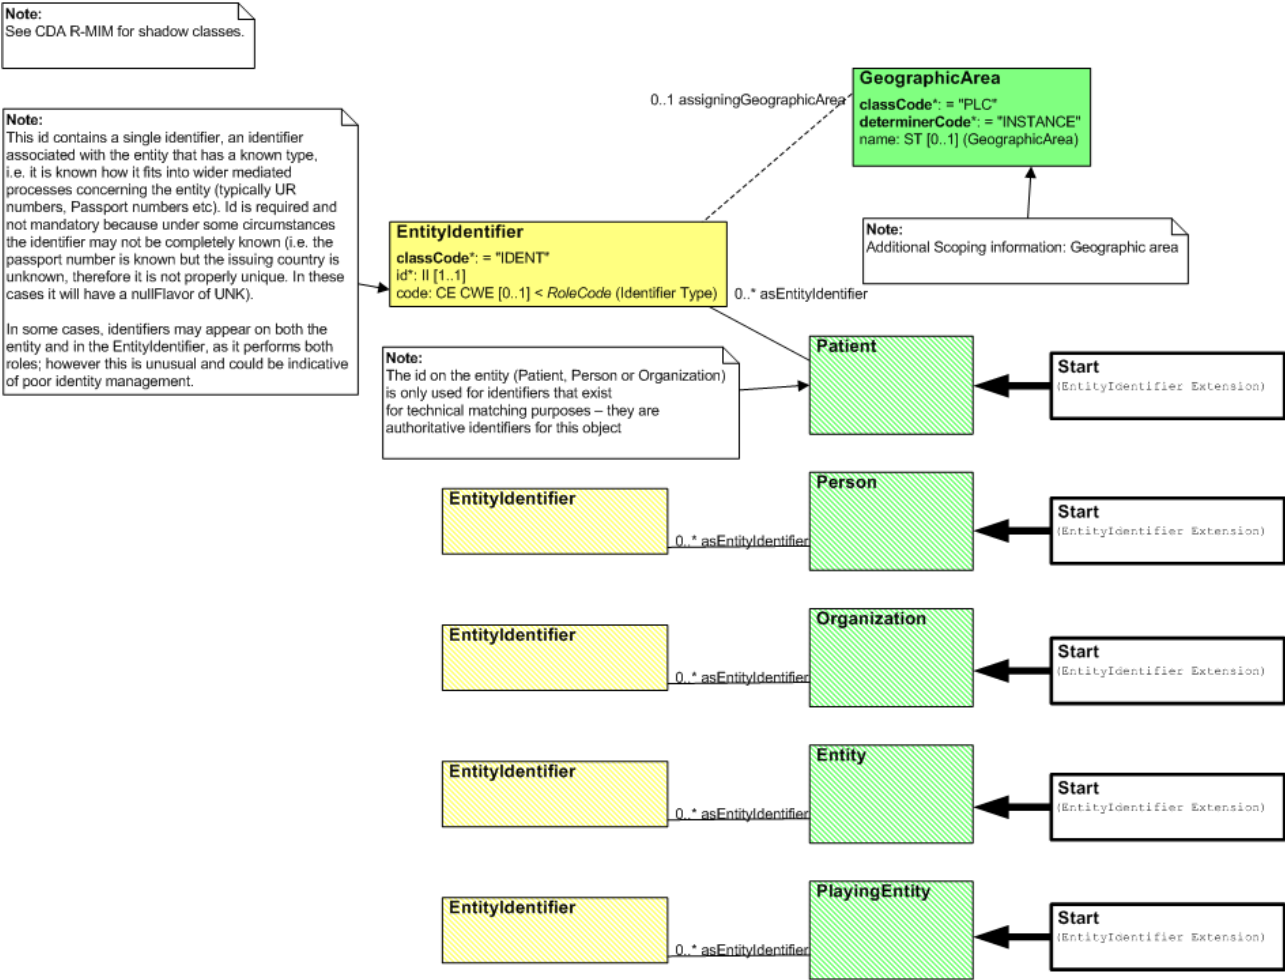 Note:
See CDA R-MIM for shadow classes.
GeographicArea
classCode*: = "PLC"
determinerCode*: = "INSTANCE"
name: ST [0..1] (GeographicArea)
0..1 assigningGeographicArea
Note:
This id contains a single identifier, an identifier
associated with the entity that has a known type,
i.e. it is known how it fits into wider mediated
processes concerning the entity (typically UR
numbers, Passport numbers etc). Id is required and
not mandatory because under some circumstances
the identifier may not be completely known (i.e. the
passport number is known but the issuing country is
unknown, therefore it is not properly unique. In these
cases it will have a nullFlavor of UNK).
In some cases, identifiers may appear on both the
entity and in the EntityIdentifier, as it performs both
roles; however this is unusual and could be indicative
of poor identity management.
EntityIdentifier
classCode*: = "IDENT"
id*: II [1..1]
code: CE CWE [0..1] < RoleCode (Identifier Type)
0..* asEntityIdentifier
Note:
Additional Scoping information: Geographic area
Note:
The id on the entity (Patient, Person or Organization)
is only used for identifiers that exist
for technical matching purposes – they are
authoritative identifiers for this object
Patient
Start
(EntityIdentifier Extension)
EntityIdentifier
0..* asEntityIdentifier
Person
Start
(EntityIdentifier Extension)
EntityIdentifier
0..* asEntityIdentifier
Organization
Start
(EntityIdentifier Extension)
EntityIdentifier
0..* asEntityIdentifier
Entity
Start
(EntityIdentifier Extension)
EntityIdentifier
0..* asEntityIdentifier
PlayingEntity
Start
(EntityIdentifier Extension)